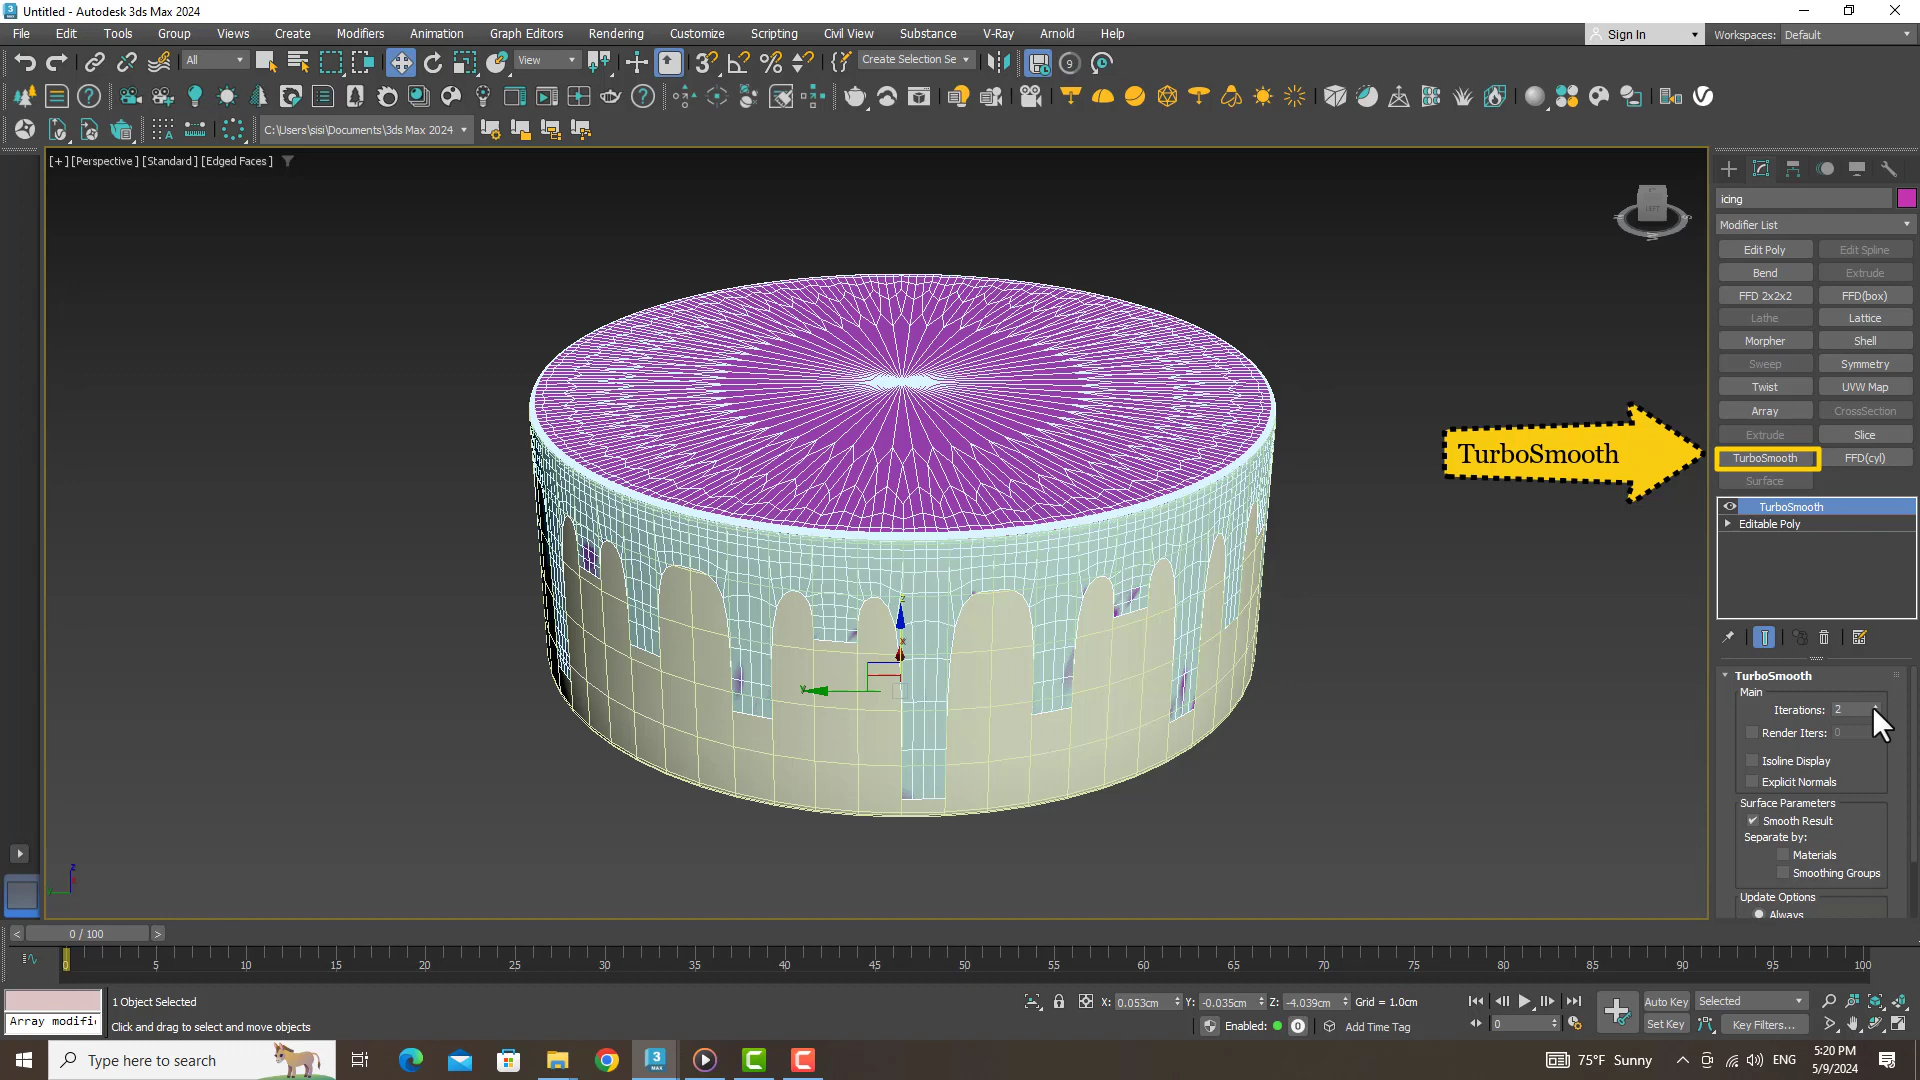 Untitled - Autodesk 3ds Max 2024
File Edit Tools Group Views Create Modifiers Animation Graph Editors Rendering Customize Scripting Civil View Substance V-Ray Arnold Help
Sign In Workspaces: Default
All View Create Selection Se
C:\Users\sisi\Documents\3ds Max 2024
[+] [Perspective] [Standard] [Edged Faces]
icing
Modifier List
Edit Poly Edit Spline
Bend Extrude
FFD 2x2x2 FFD(box)
Lathe Lattice
Morpher Shell
Sweep Symmetry
Twist UVW Map
Array CrossSection
Extrude Slice
TurboSmooth FFD(cyl)
Surface
TurboSmooth
TurboSmooth
Editable Poly
TurboSmooth
Main
Iterations: 2
Render Iters: 0
Isoline Display
Explicit Normals
Surface Parameters
Smooth Result
Separate by:
Materials
Smoothing Groups
Update Options
Always
LEFT
z
x
y
z
0 / 100
0 5 10 15 20 25 30 35 40 45 50 55 60 65 70 75 80 85 90 95 100
1 Object Selected
X: 0.053cm Y: -0.035cm Z: -4.039cm Grid = 1.0cm
Auto Key Selected
Array modifi
Click and drag to select and move objects
Enabled: 0 Add Time Tag
0
Set Key Key Filters...
Type here to search
75°F Sunny
ENG
5:20 PM
5/9/2024